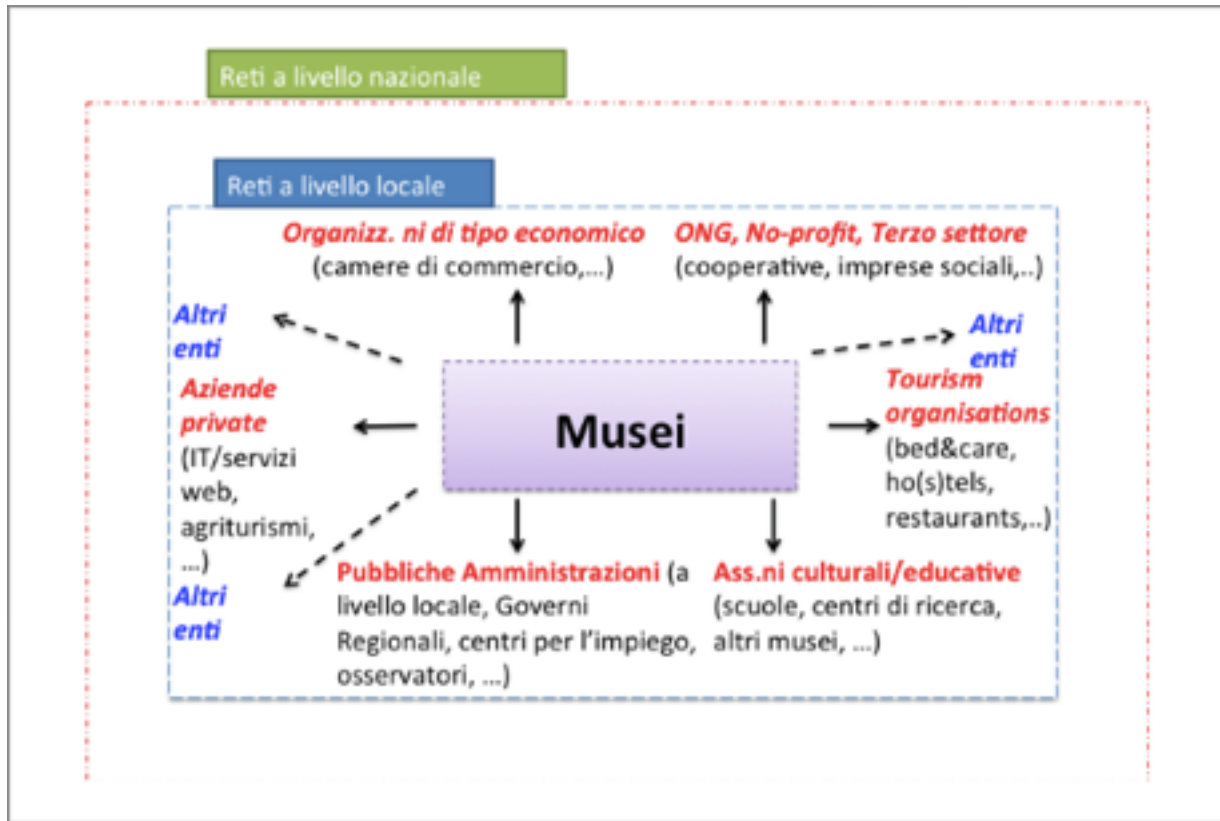 Reti a livello nazionale
Reti a livello locale
Organizz. ni di tipo economico
(camere di commercio,...)
ONG, No-profit, Terzo settore
(cooperative, imprese sociali,..)
Altri
enti
Altri
enti
Aziende
private
(IT/servizi
web,
agriturismi,
...)
Musei
Tourism
organisations
(bed&care,
ho(s)tels,
restaurants,..)
Altri
enti
Pubbliche Amministrazioni (a
livello locale, Governi
Regionali, centri per l'impiego,
osservatori, ...)
Ass.ni culturali/educative
(scuole, centri di ricerca,
altri musei, ...)